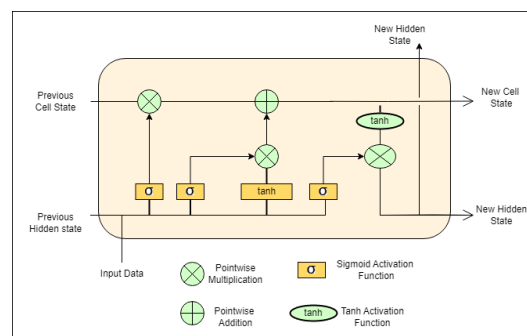 New Hidden
State
Previous
Cell State
New Cell
State
tanh
σ
σ
tanh
σ
Previous
Hidden state
New Hidden
State
Input Data
Pointwise
Multiplication
σ
Sigmoid Activation
Function
Pointwise
Addition
tanh
Tanh Activation
Function